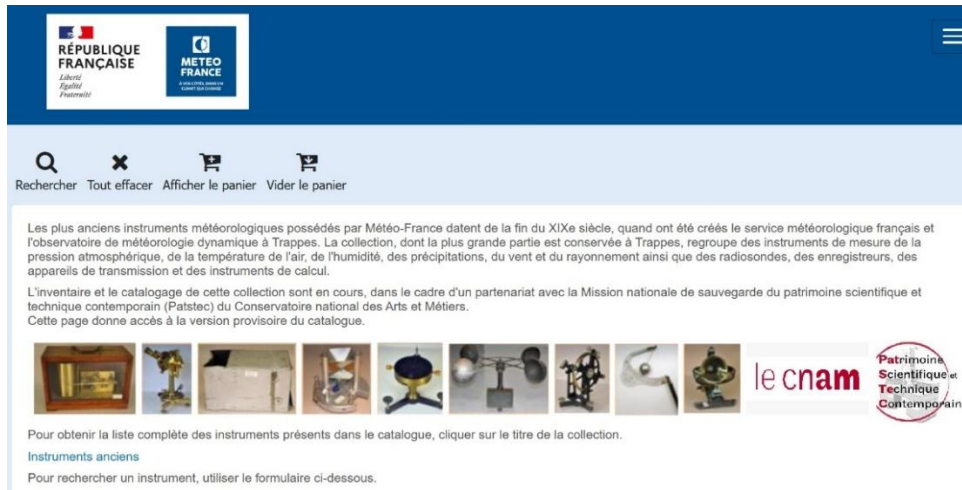 RÉPUBLIQUE
FRANÇAISE
Liberté
Égalité
Fraternité
METEO
FRANCE
Rechercher Tout effacer Afficher le panier Vider le panier
Les plus anciens instruments météorologiques possédés par Météo-France datent de la fin du XIXe siècle, quand ont été créés le service météorologique français et
l'observatoire de météorologie dynamique à Trappes. La collection, dont la plus grande partie est conservée à Trappes, regroupe des instruments de mesure de la
pression atmosphérique, de la température de l'air, de l'humidité, des précipitations, du vent et du rayonnement ainsi que des radiosondes, des enregistreurs, des
appareils de transmission et des instruments de calcul.
L'inventaire et le catalogage de cette collection sont en cours, dans le cadre d'un partenariat avec la Mission nationale de sauvegarde du patrimoine scientifique et
technique contemporain (Patstec) du Conservatoire national des Arts et Métiers.
Cette page donne accès à la version provisoire du catalogue.
le cnam
Patrimoine
Scientifique et
Technique
Contemporain
Pour obtenir la liste complète des instruments présents dans le catalogue, cliquer sur le titre de la collection.
Instruments anciens
Pour rechercher un instrument, utiliser le formulaire ci-dessous.